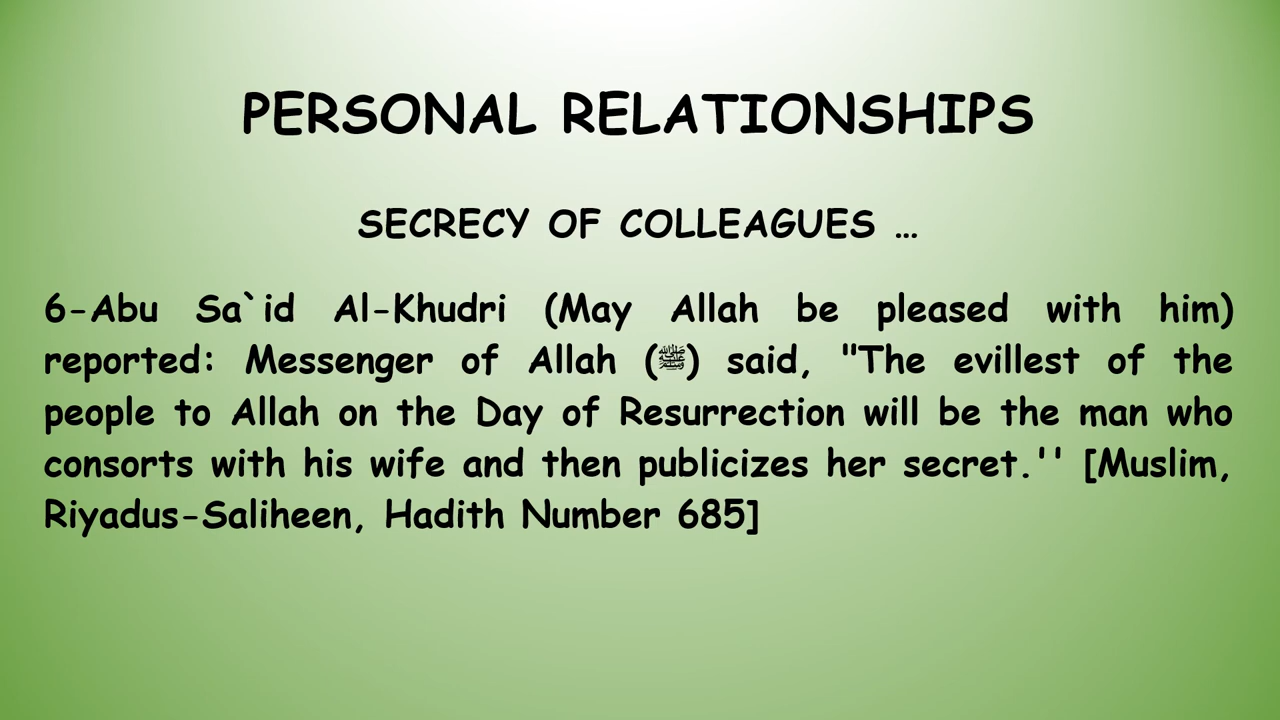 PERSONAL RELATIONSHIPS
SECRECY OF COLLEAGUES …
6-Abu Sa`id Al-Khudri (May Allah be pleased with him)
reported: Messenger of Allah (ﷺ) said, "The evillest of the
people to Allah on the Day of Resurrection will be the man who
consorts with his wife and then publicizes her secret.'' [Muslim,
Riyadus-Saliheen, Hadith Number 685]